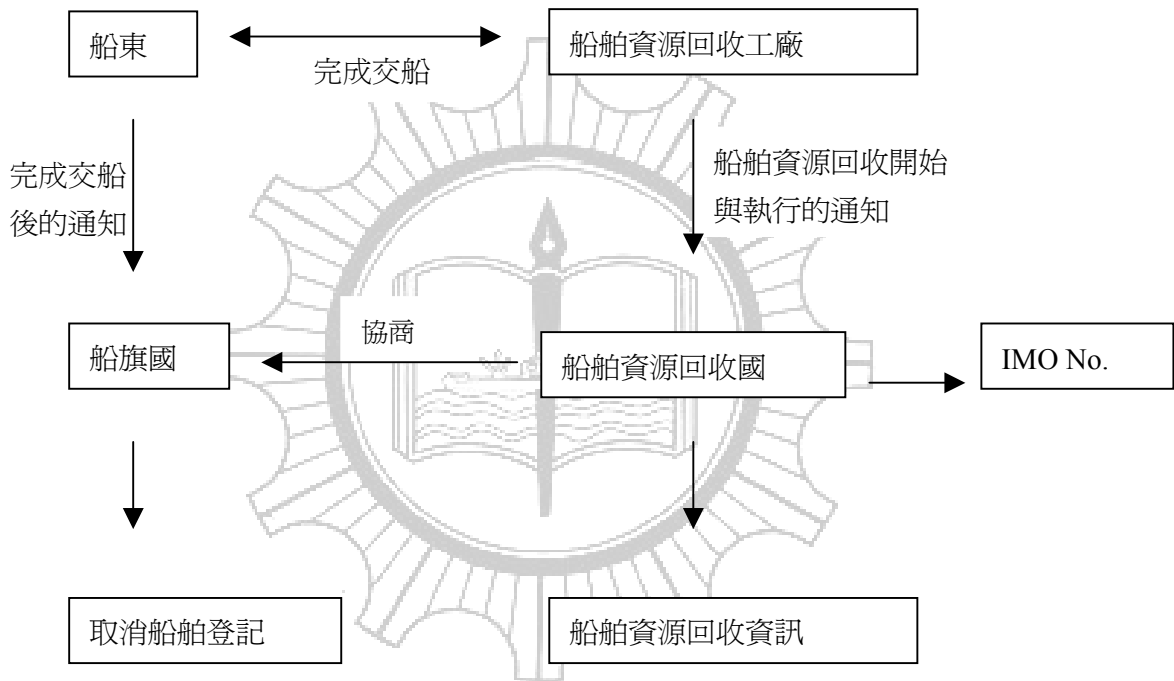 船東
船舶資源回收工廠
完成交船
完成交船
後的通知
船舶資源回收開始
與執行的通知
船旗國
協商
船舶資源回收國
IMO No.
取消船舶登記
船舶資源回收資訊